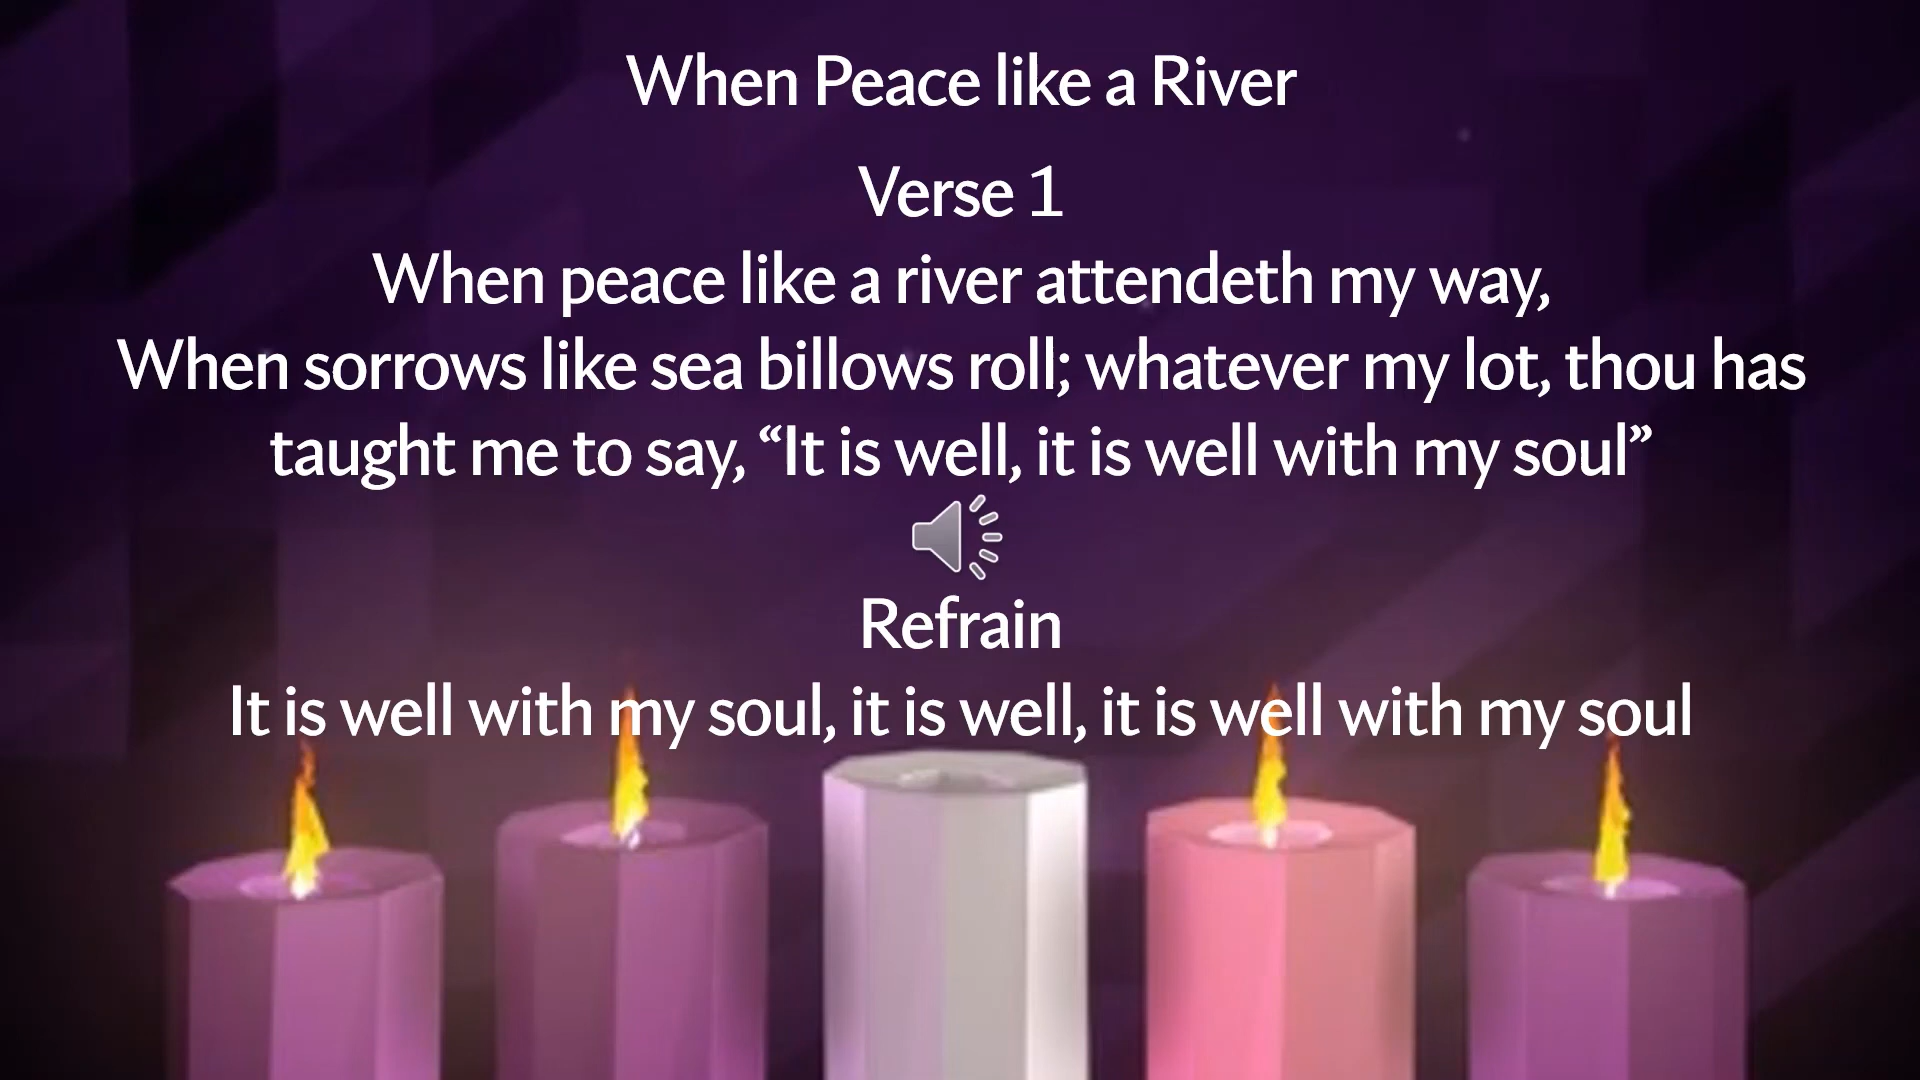 When Peace like a River
Verse 1
When peace like a river attendeth my way,
When sorrows like sea billows roll; whatever my lot, thou has
taught me to say, “It is well, it is well with my soul”
Refrain
It is well with my soul, it is well, it is well with my soul